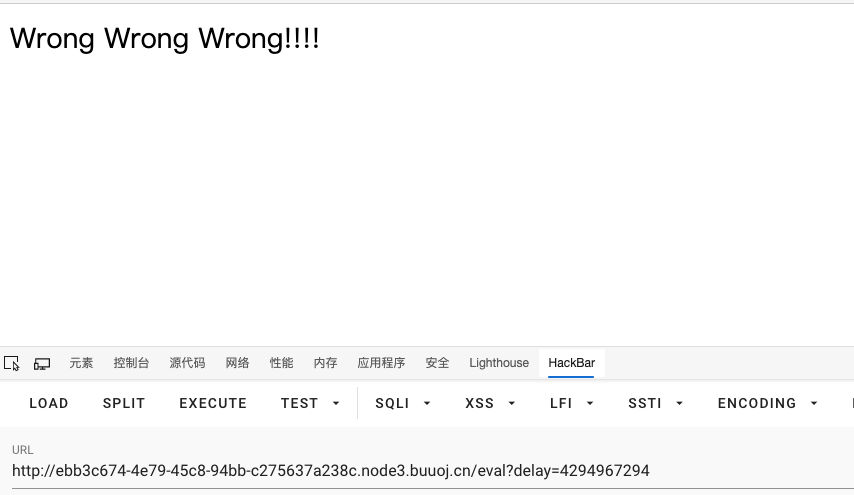 Wrong Wrong Wrong!!!!
元素 控制台 源代码 网络 性能 内存 应用程序 安全 Lighthouse HackBar
LOAD SPLIT EXECUTE TEST SQLI XSS LFI SSTI ENCODING
URL
http://ebb3c674-4e79-45c8-94bb-c275637a238c.node3.buuoj.cn/eval?delay=4294967294